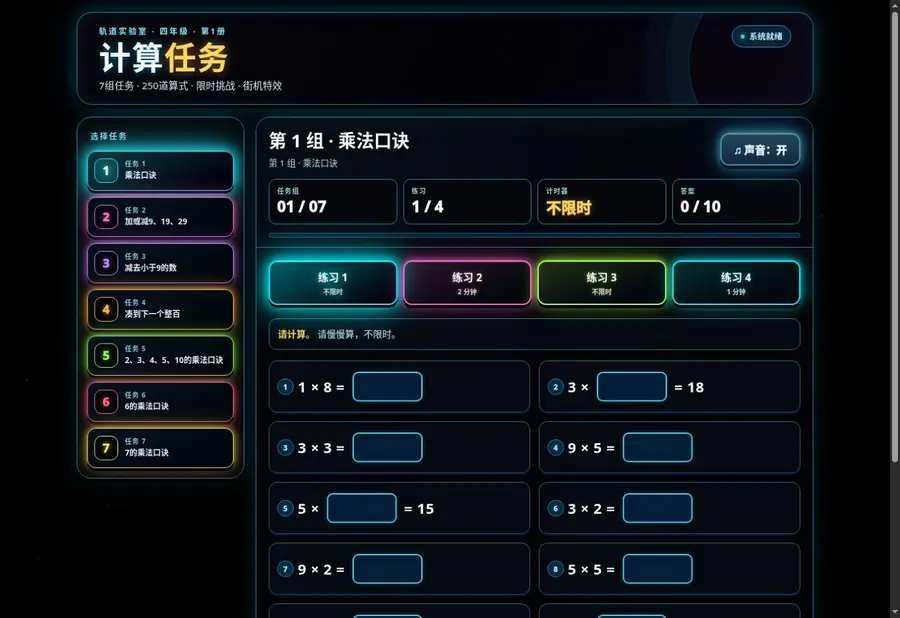 轨道实验室 · 四年级 · 第1册
计算任务
7组任务 · 250道算式 · 限时挑战 · 街机特效
系统就绪
选择任务
1
任务 1
乘法口诀
2
任务 2
加或减9、19、29
3
任务 3
减去小于9的数
4
任务 4
凑到下一个整百
5
任务 5
2、3、4、5、10的乘法口诀
6
任务 6
6的乘法口诀
7
任务 7
7的乘法口诀
第 1 组 · 乘法口诀
第 1 组 · 乘法口诀
♫ 声音：开
任务组
01 / 07
练习
1 / 4
计时器
不限时
答案
0 / 10
练习 1
不限时
练习 2
2 分钟
练习 3
不限时
练习 4
1 分钟
请计算。 请慢慢算，不限时。
1 1 × 8 =
2 3 × = 18
3 3 × 3 =
4 9 × 5 =
5 5 × = 15
6 3 × 2 =
7 9 × 2 =
8 5 × 5 =